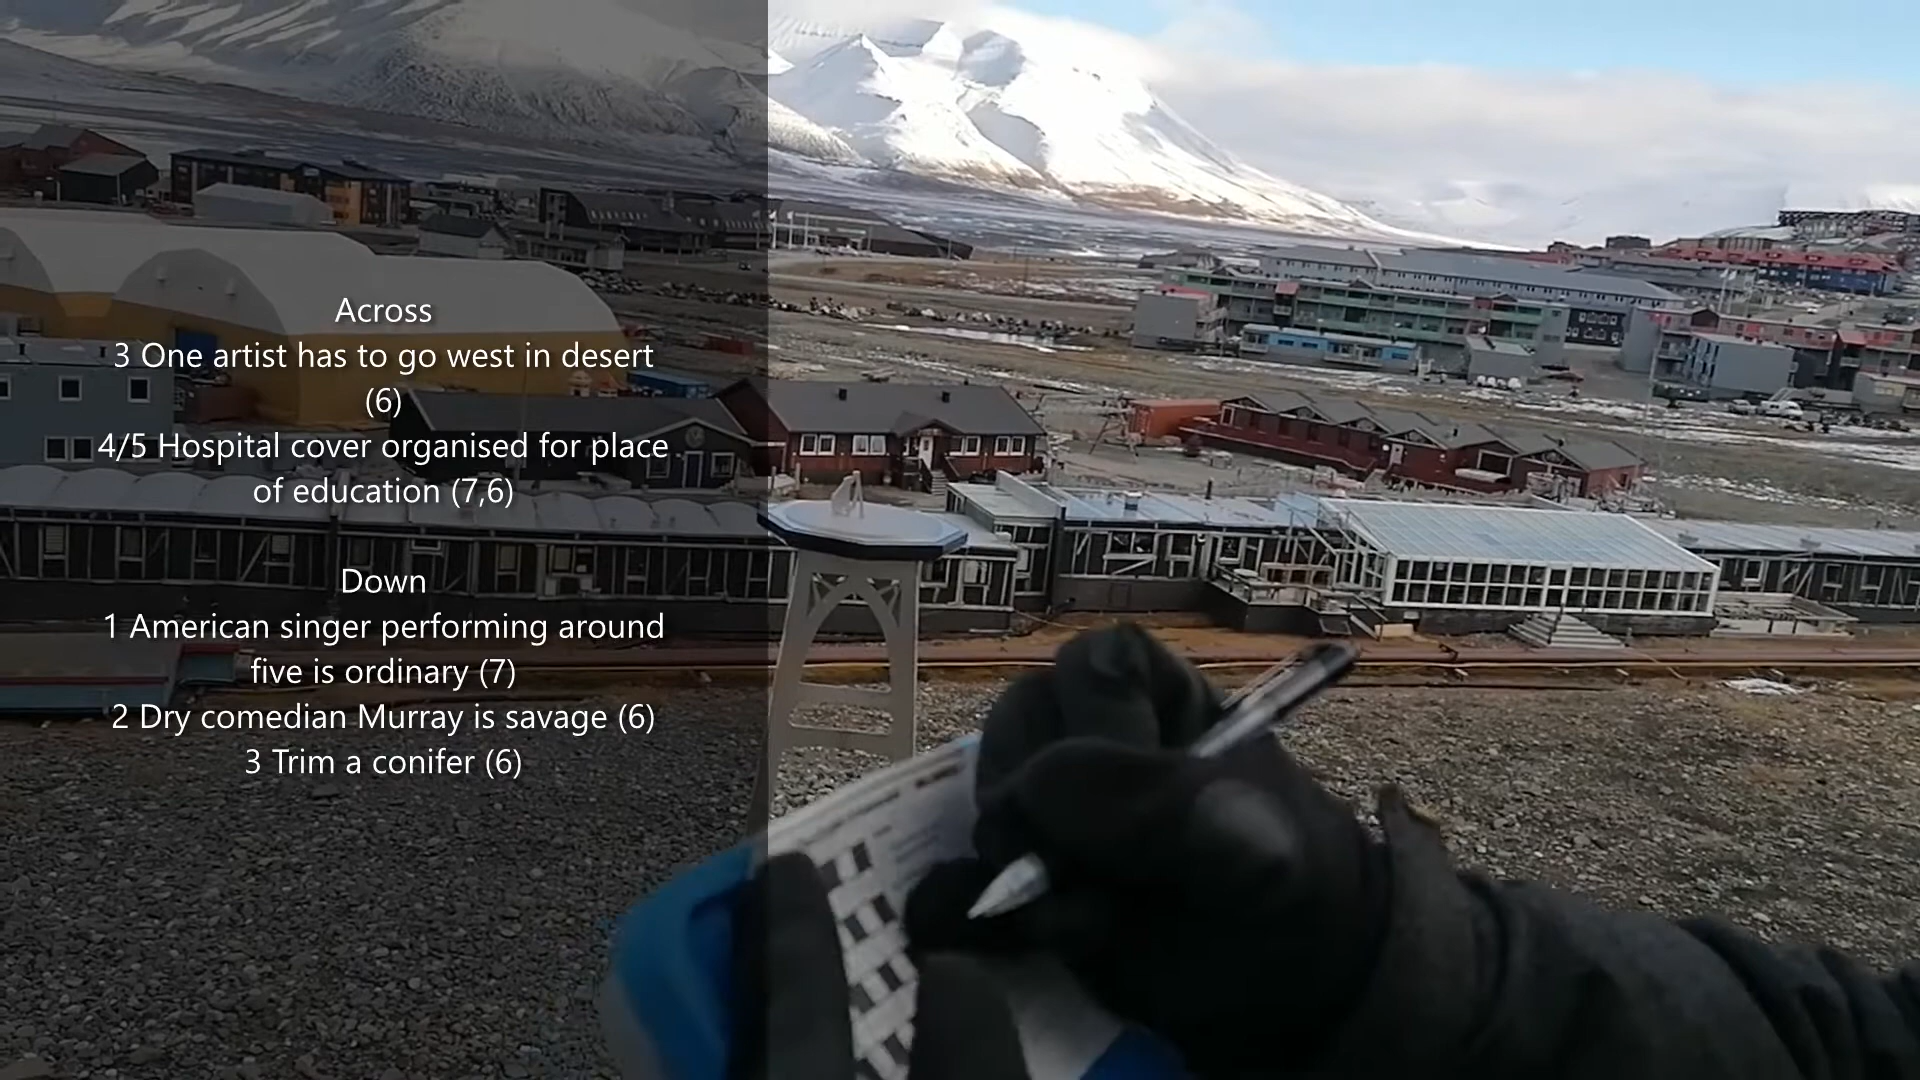 Across
3 One artist has to go west in desert
(6)
4/5 Hospital cover organised for place
of education (7,6)
Down
1 American singer performing around
five is ordinary (7)
2 Dry comedian Murray is savage (6)
3 Trim a conifer (6)